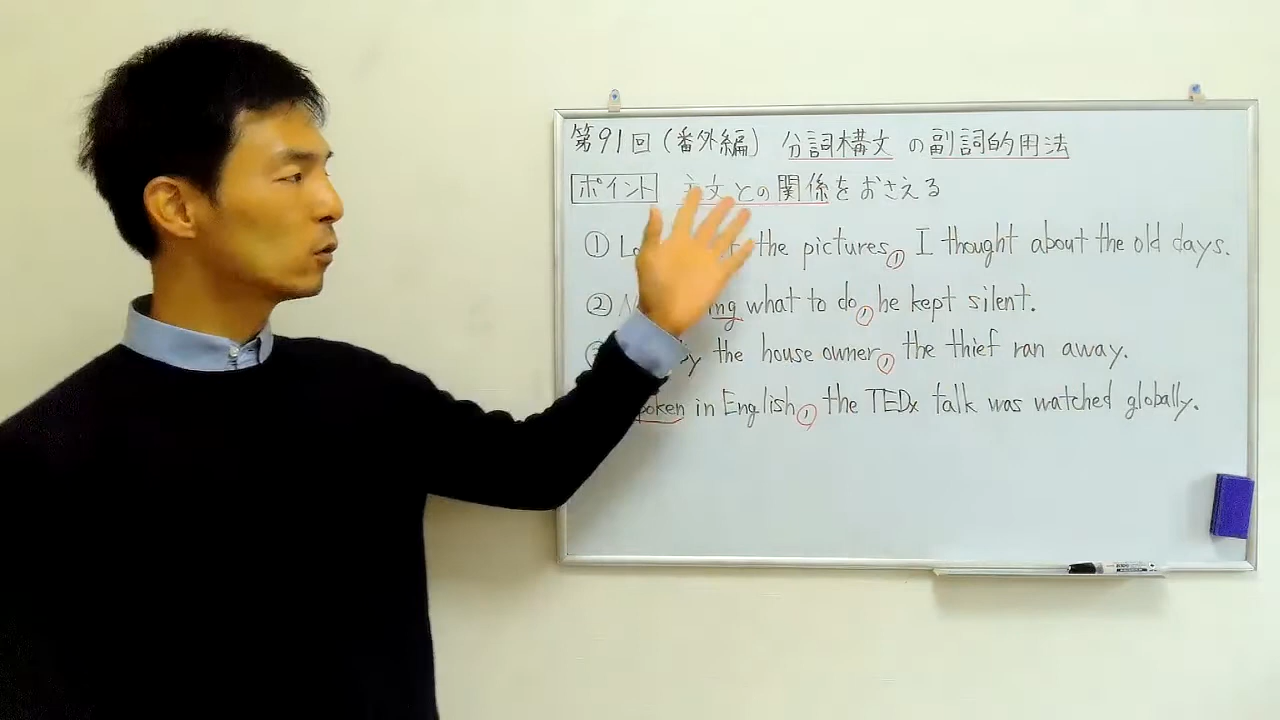 第91回(番外編) 分詞構文の副詞的用法
ポイント 主文との関係をおさえる
① the pictures, I thought about the old days.
② ing what to do, he kept silent.
by the house owner, the thief ran away.
poken in English, the TEDx talk was watched globally.